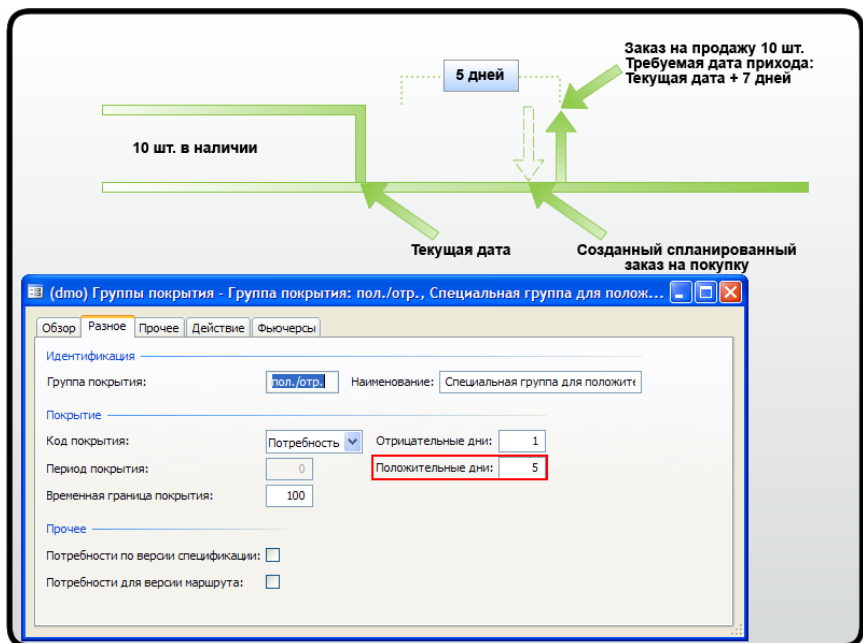 5 дней
Заказ на продажу 10 шт.
Требуемая дата прихода:
Текущая дата + 7 дней
10 шт. в наличии
Текущая дата
Созданный спланированный
заказ на покупку
(dmo) Группы покрытия - Группа покрытия: пол./отр., Специальная группа для полож...
Обзор Разное Прочее Действие Фьючерсы
Идентификация
Группа покрытия: пол./отр. Наименование: Специальная группа для положите
Покрытие
Код покрытия: Потребность Отрицательные дни: 1
Период покрытия: 0 Положительные дни: 5
Временная граница покрытия: 100
Прочее
Потребности по версии спецификации:
Потребности для версии маршрута: